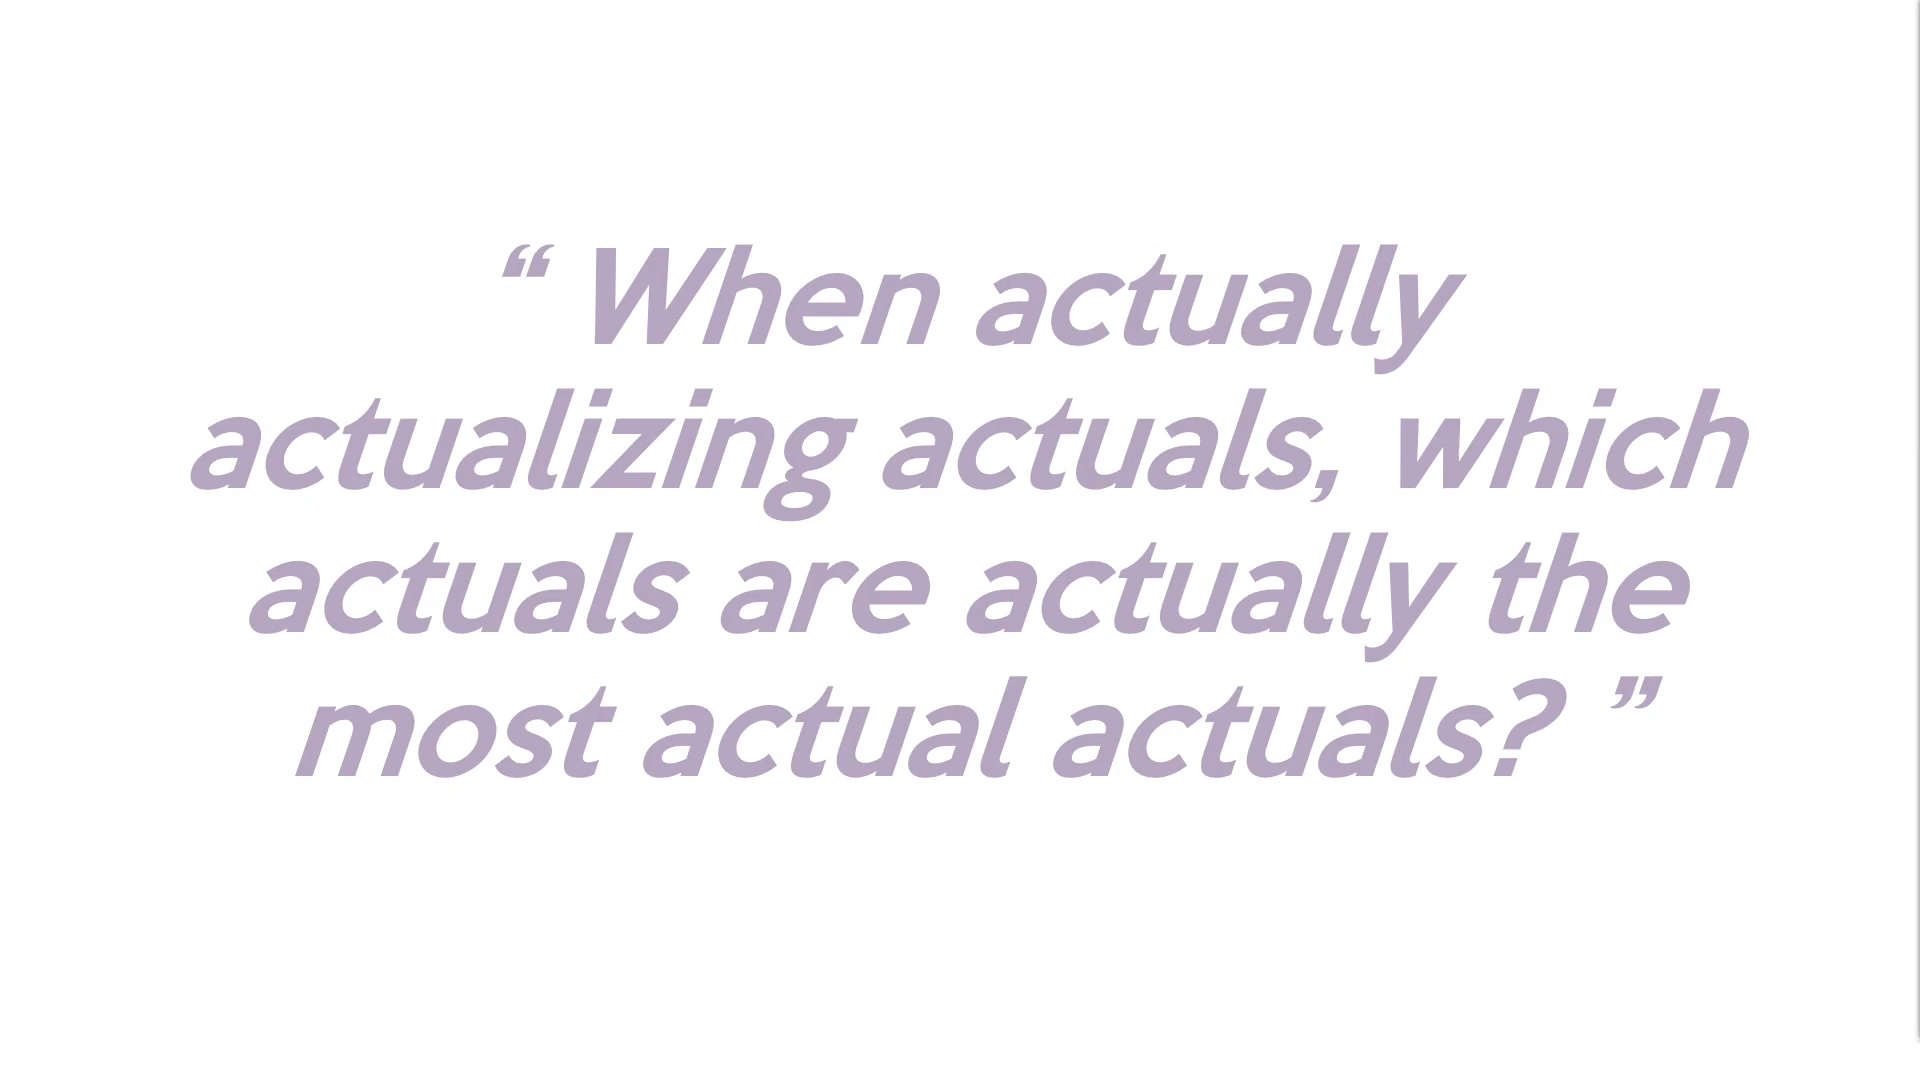 “ When actually
actualizing actuals, which
actuals are actually the
most actual actuals? ”